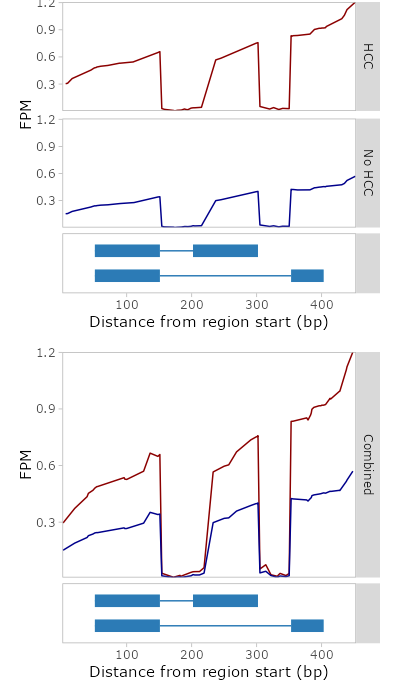 1.2
0.9
0.6
0.3
HCC
FPM
1.2
0.9
0.6
0.3
No HCC
100 200 300 400
Distance from region start (bp)
1.2
0.9
0.6
0.3
FPM
Combined
100 200 300 400
Distance from region start (bp)